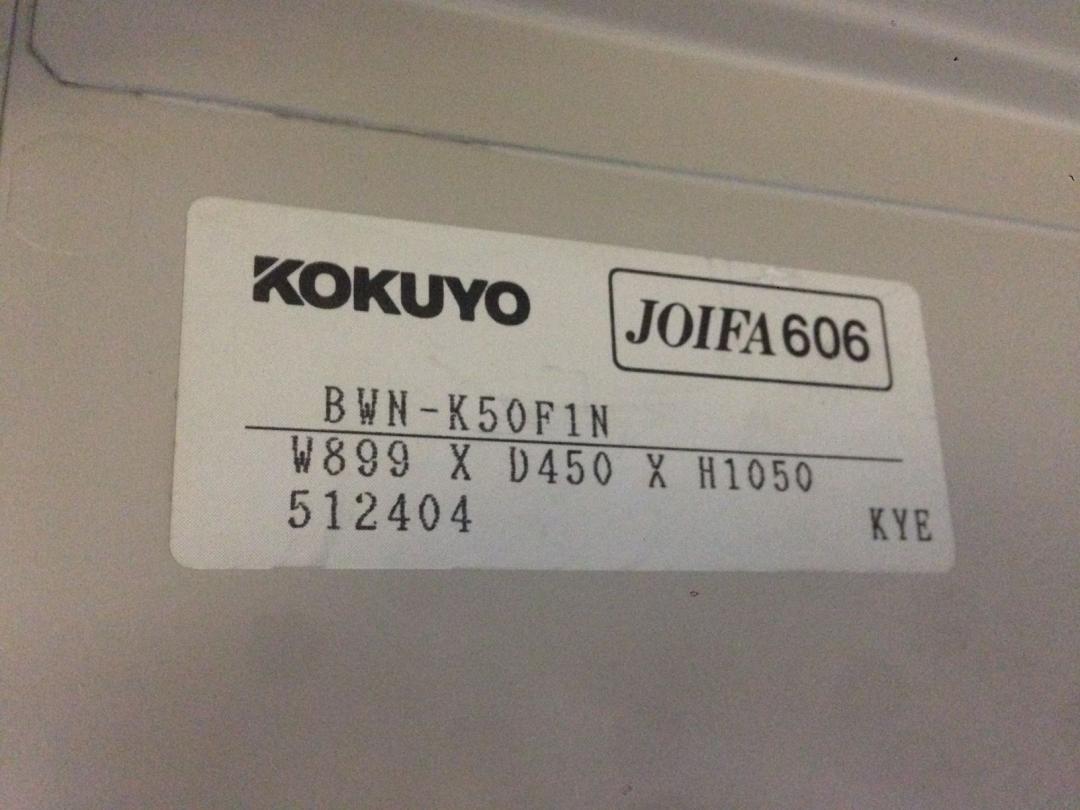 KOKUYO JOIFA606
BWN-K50F1N
W899 X D450 X H1050
512404 KYE